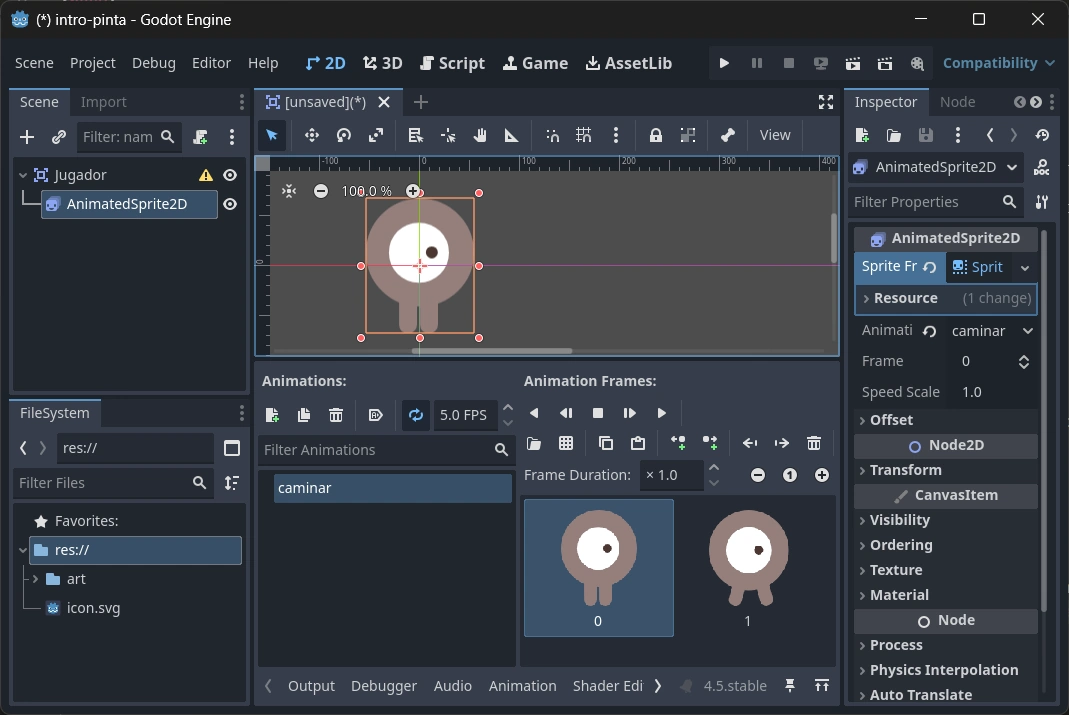 (*) intro-pinta - Godot Engine
Scene Project Debug Editor Help 2D 3D Script Game AssetLib Compatibility
Scene Import
Filter: nam
Jugador
AnimatedSprite2D
[unsaved](*)
View
-100 0 100 200 300 400
0
100.0 %
Animations:
5.0 FPS
Filter Animations
caminar
Animation Frames:
Frame Duration: × 1.0
0 1
Output Debugger Audio Animation Shader Edi 4.5.stable
FileSystem
res://
Filter Files
Favorites:
res://
art
icon.svg
Inspector Node
AnimatedSprite2D
Filter Properties
AnimatedSprite2D
Sprite Fr Sprit
Resource (1 change)
Animati caminar
Frame 0
Speed Scale 1.0
Offset
Node2D
Transform
CanvasItem
Visibility
Ordering
Texture
Material
Node
Process
Physics Interpolation
Auto Translate